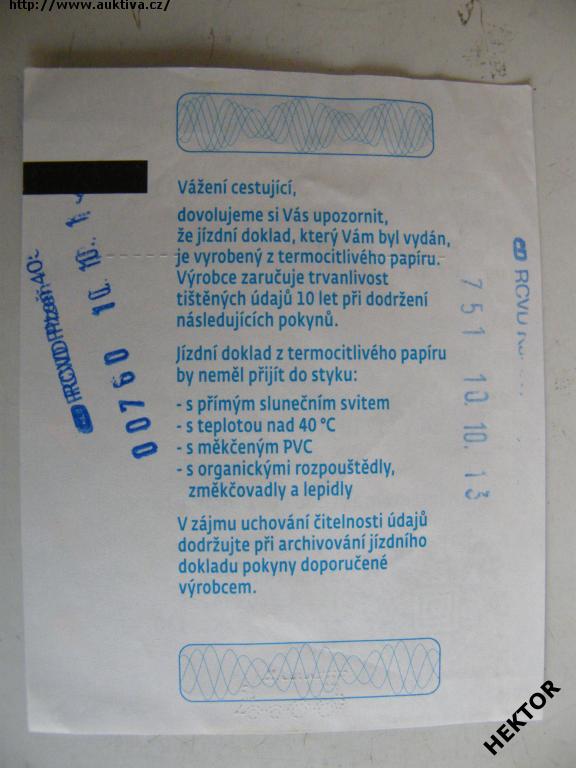 http://www.auktiva.cz/
Vážení cestující,
dovolujeme si Vás upozornit,
že jízdní doklad, který Vám byl vydán,
je vyrobený z termocitlivého papíru.
Výrobce zaručuje trvanlivost
tištěných údajů 10 let při dodržení
následujících pokynů.
Jízdní doklad z termocitlivého papíru
by neměl přijít do styku:
- s přímým slunečním svitem
- s teplotou nad 40 °C
- s měkčeným PVC
- s organickými rozpouštědly,
změkčovadly a lepidly
V zájmu uchování čitelnosti údajů
dodržujte při archivování jízdního
dokladu pokyny doporučené
výrobcem.
00760 10. 10.
RCVD
751 10. 10. 13
HEKTOR